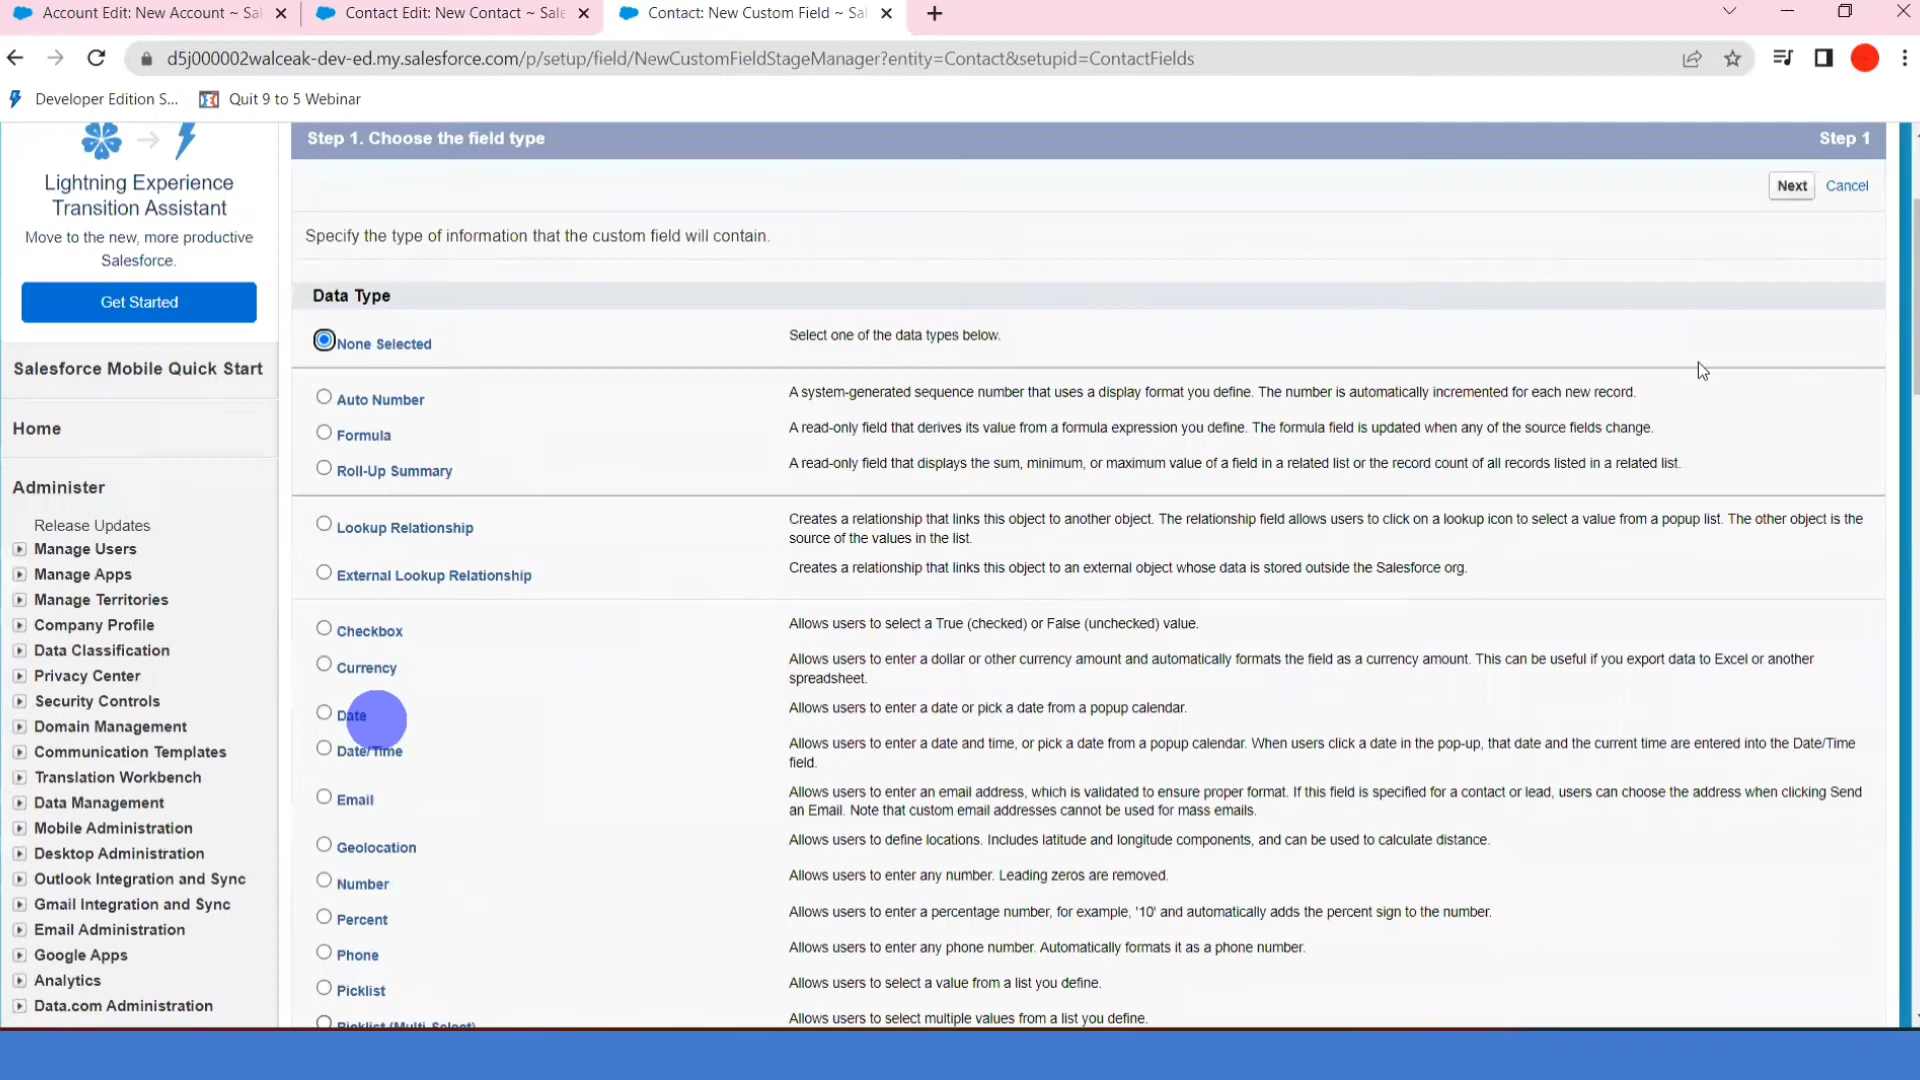 Account Edit: New Account ~ Sal
Contact Edit: New Contact ~ Sale
Contact: New Custom Field ~ Sal
d5j000002walceak-dev-ed.my.salesforce.com/p/setup/field/NewCustomFieldStageManager?entity=Contact&setupid=ContactFields
Developer Edition S...
Quit 9 to 5 Webinar
Lightning Experience
Transition Assistant
Move to the new, more productive
Salesforce.
Get Started
Salesforce Mobile Quick Start
Home
Administer
Release Updates
Manage Users
Manage Apps
Manage Territories
Company Profile
Data Classification
Privacy Center
Security Controls
Domain Management
Communication Templates
Translation Workbench
Data Management
Mobile Administration
Desktop Administration
Outlook Integration and Sync
Gmail Integration and Sync
Email Administration
Google Apps
Analytics
Data.com Administration
Step 1. Choose the field type
Step 1
Next Cancel
Specify the type of information that the custom field will contain.
Data Type
None Selected
Select one of the data types below.
Auto Number
A system-generated sequence number that uses a display format you define. The number is automatically incremented for each new record.
Formula
A read-only field that derives its value from a formula expression you define. The formula field is updated when any of the source fields change.
Roll-Up Summary
A read-only field that displays the sum, minimum, or maximum value of a field in a related list or the record count of all records listed in a related list.
Lookup Relationship
Creates a relationship that links this object to another object. The relationship field allows users to click on a lookup icon to select a value from a popup list. The other object is the
source of the values in the list.
External Lookup Relationship
Creates a relationship that links this object to an external object whose data is stored outside the Salesforce org.
Checkbox
Allows users to select a True (checked) or False (unchecked) value.
Currency
Allows users to enter a dollar or other currency amount and automatically formats the field as a currency amount. This can be useful if you export data to Excel or another
spreadsheet.
Date
Allows users to enter a date or pick a date from a popup calendar.
Date/Time
Allows users to enter a date and time, or pick a date from a popup calendar. When users click a date in the pop-up, that date and the current time are entered into the Date/Time
field.
Email
Allows users to enter an email address, which is validated to ensure proper format. If this field is specified for a contact or lead, users can choose the address when clicking Send
an Email. Note that custom email addresses cannot be used for mass emails.
Geolocation
Allows users to define locations. Includes latitude and longitude components, and can be used to calculate distance.
Number
Allows users to enter any number. Leading zeros are removed.
Percent
Allows users to enter a percentage number, for example, '10' and automatically adds the percent sign to the number.
Phone
Allows users to enter any phone number. Automatically formats it as a phone number.
Picklist
Allows users to select a value from a list you define.
Picklist (Multi-Select)
Allows users to select multiple values from a list you define.